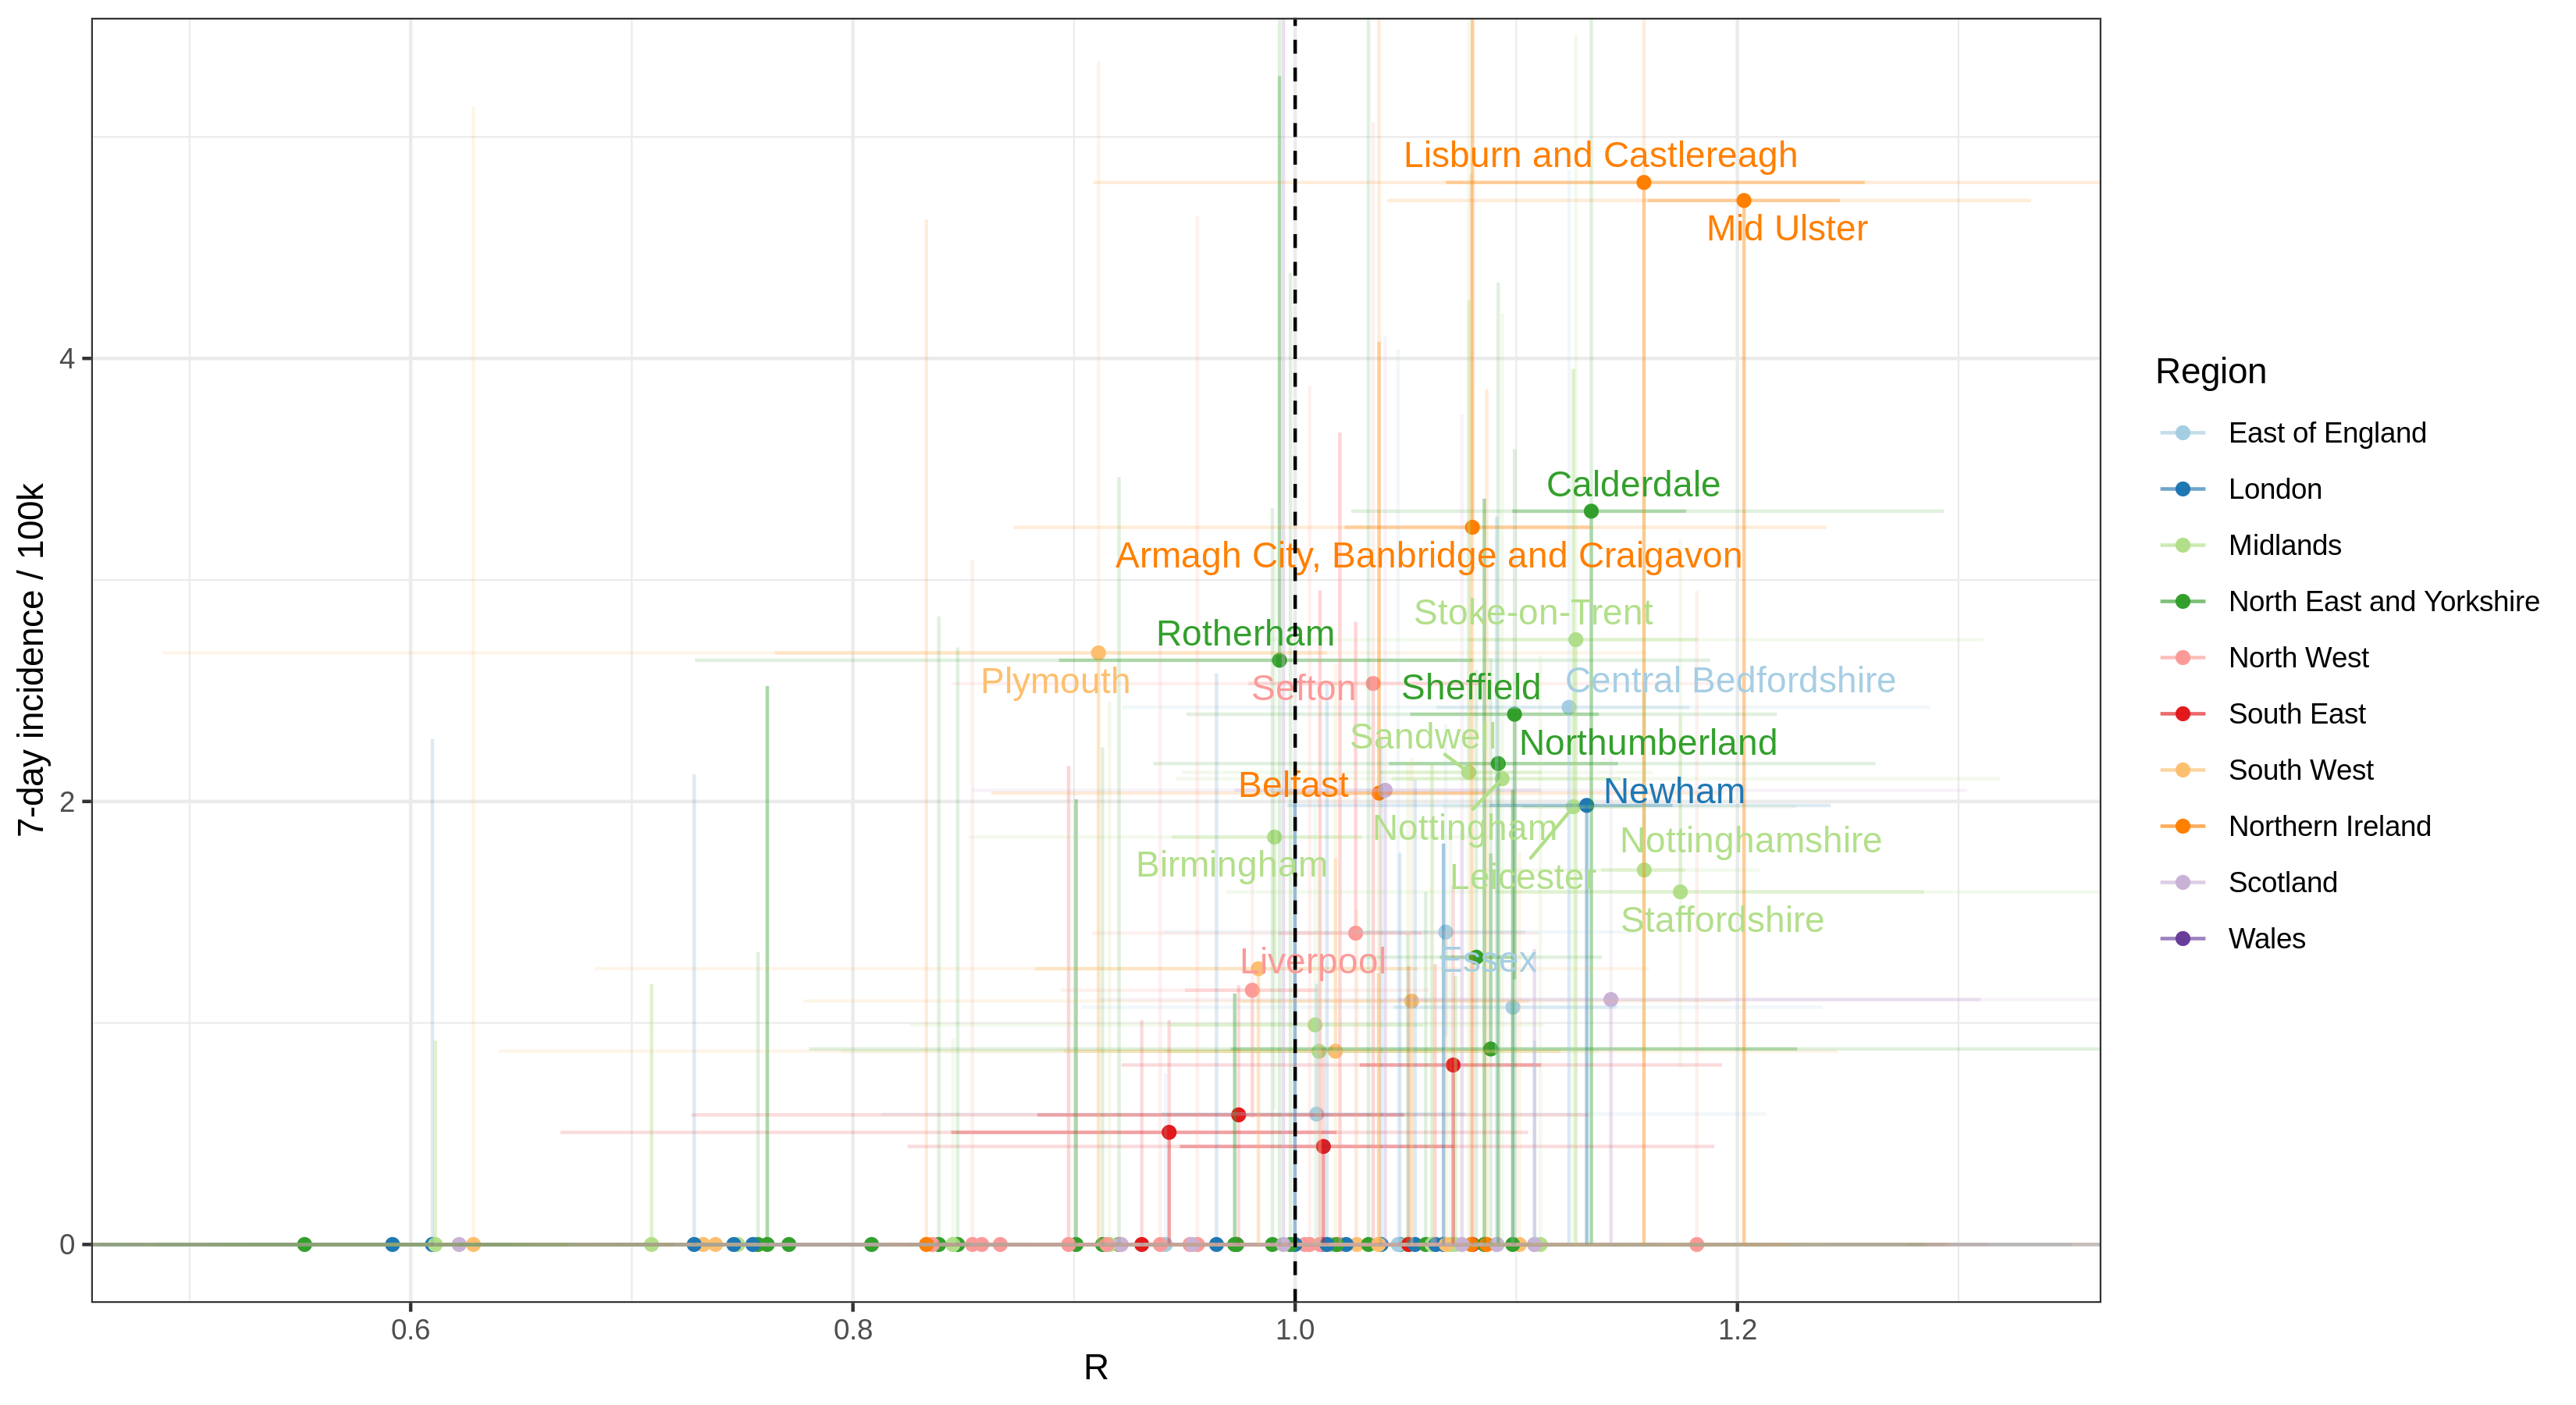 Lisburn and Castlereagh
Mid Ulster
4
Calderdale
Armagh City, Banbridge and Craigavon
Stoke-on-Trent
Rotherham
Plymouth
Sefton
Sheffield
Central Bedfordshire
Sandwell
Northumberland
Belfast
Newham
2
Nottingham
Nottinghamshire
Birmingham
Leicester
Staffordshire
Liverpool
Essex
0
0.6
0.8
1.0
1.2
R
7-day incidence / 100k
Region
East of England
London
Midlands
North East and Yorkshire
North West
South East
South West
Northern Ireland
Scotland
Wales